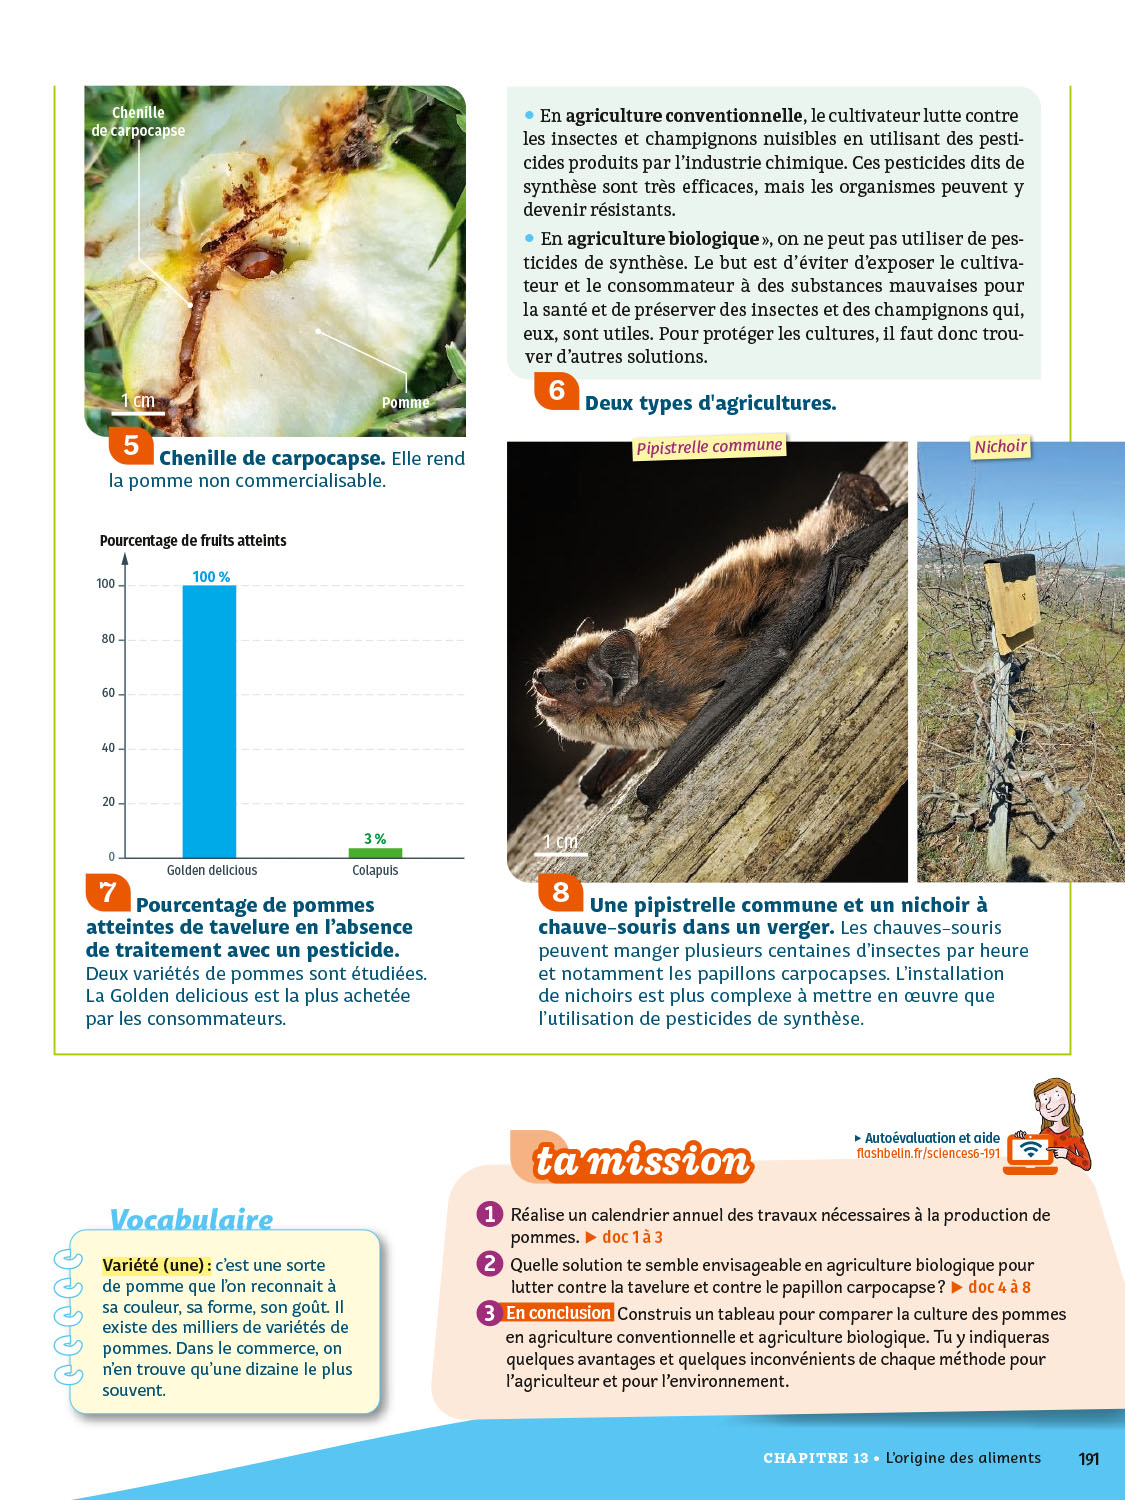 Chenille
de carpocapse
1 cm
Pomme
5 Chenille de carpocapse. Elle rend
la pomme non commercialisable.
• En agriculture conventionnelle, le cultivateur lutte contre
les insectes et champignons nuisibles en utilisant des pesti-
cides produits par l'industrie chimique. Ces pesticides dits de
synthèse sont très efficaces, mais les organismes peuvent y
devenir résistants.
• En agriculture biologique », on ne peut pas utiliser de pes-
ticides de synthèse. Le but est d'éviter d'exposer le cultiva-
teur et le consommateur à des substances mauvaises pour
la santé et de préserver des insectes et des champignons qui,
eux, sont utiles. Pour protéger les cultures, il faut donc trou-
ver d'autres solutions.
6 Deux types d'agricultures.
Pourcentage de fruits atteints
100 %
100
80
60
40
20
3 %
0
Golden delicious
Colapuis
7 Pourcentage de pommes
atteintes de tavelure en l'absence
de traitement avec un pesticide.
Deux variétés de pommes sont étudiées.
La Golden delicious est la plus achetée
par les consommateurs.
Pipistrelle commune
Nichoir
1 cm
8 Une pipistrelle commune et un nichoir à
chauve-souris dans un verger. Les chauves-souris
peuvent manger plusieurs centaines d'insectes par heure
et notamment les papillons carpocapses. L'installation
de nichoirs est plus complexe à mettre en œuvre que
l'utilisation de pesticides de synthèse.
Vocabulaire
Variété (une) : c'est une sorte
de pomme que l'on reconnait à
sa couleur, sa forme, son goût. Il
existe des milliers de variétés de
pommes. Dans le commerce, on
n'en trouve qu'une dizaine le plus
souvent.
ta mission
▸ Autoévaluation et aide
flashbelin.fr/sciences6-191
1 Réalise un calendrier annuel des travaux nécessaires à la production de
pommes. ▶ doc 1 à 3
2 Quelle solution te semble envisageable en agriculture biologique pour
lutter contre la tavelure et contre le papillon carpocapse ? ▶ doc 4 à 8
3 En conclusion Construis un tableau pour comparer la culture des pommes
en agriculture conventionnelle et agriculture biologique. Tu y indiqueras
quelques avantages et quelques inconvénients de chaque méthode pour
l'agriculteur et pour l'environnement.
CHAPITRE 13 • L'origine des aliments 191